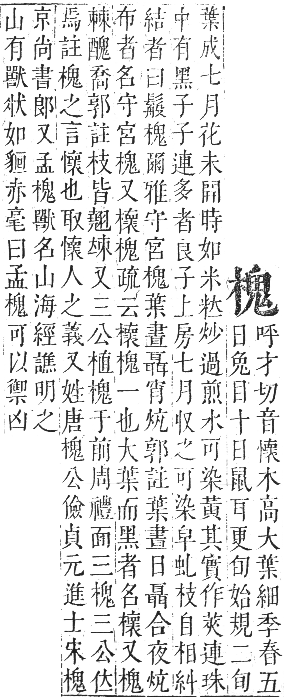 槐
呼才切音懷木高大葉細季春五
日兔目十日鼠耳更旬始規二旬
葉成七月花未開時如米粒炒過煎水可染黃其實作莢連珠
中有黑子子連多者良子上房七月收之可染皁虬枝自相糾
結者曰鬛槐爾雅守宮槐葉晝聶宵炕郭註葉晝日聶合夜炕
布者名守宮槐又櫰槐疏云櫰槐一也大葉而黑者名櫰又槐
棘醜喬郭註枝皆翹竦又三公植槐于前周禮面三槐三公位
焉註槐之言懷也取懷人之義又姓唐槐公儉貞元進士宋槐
京尚書郎又孟槐獸名山海經譙明之
山有獸狀如貆赤毫曰孟槐可以禦凶